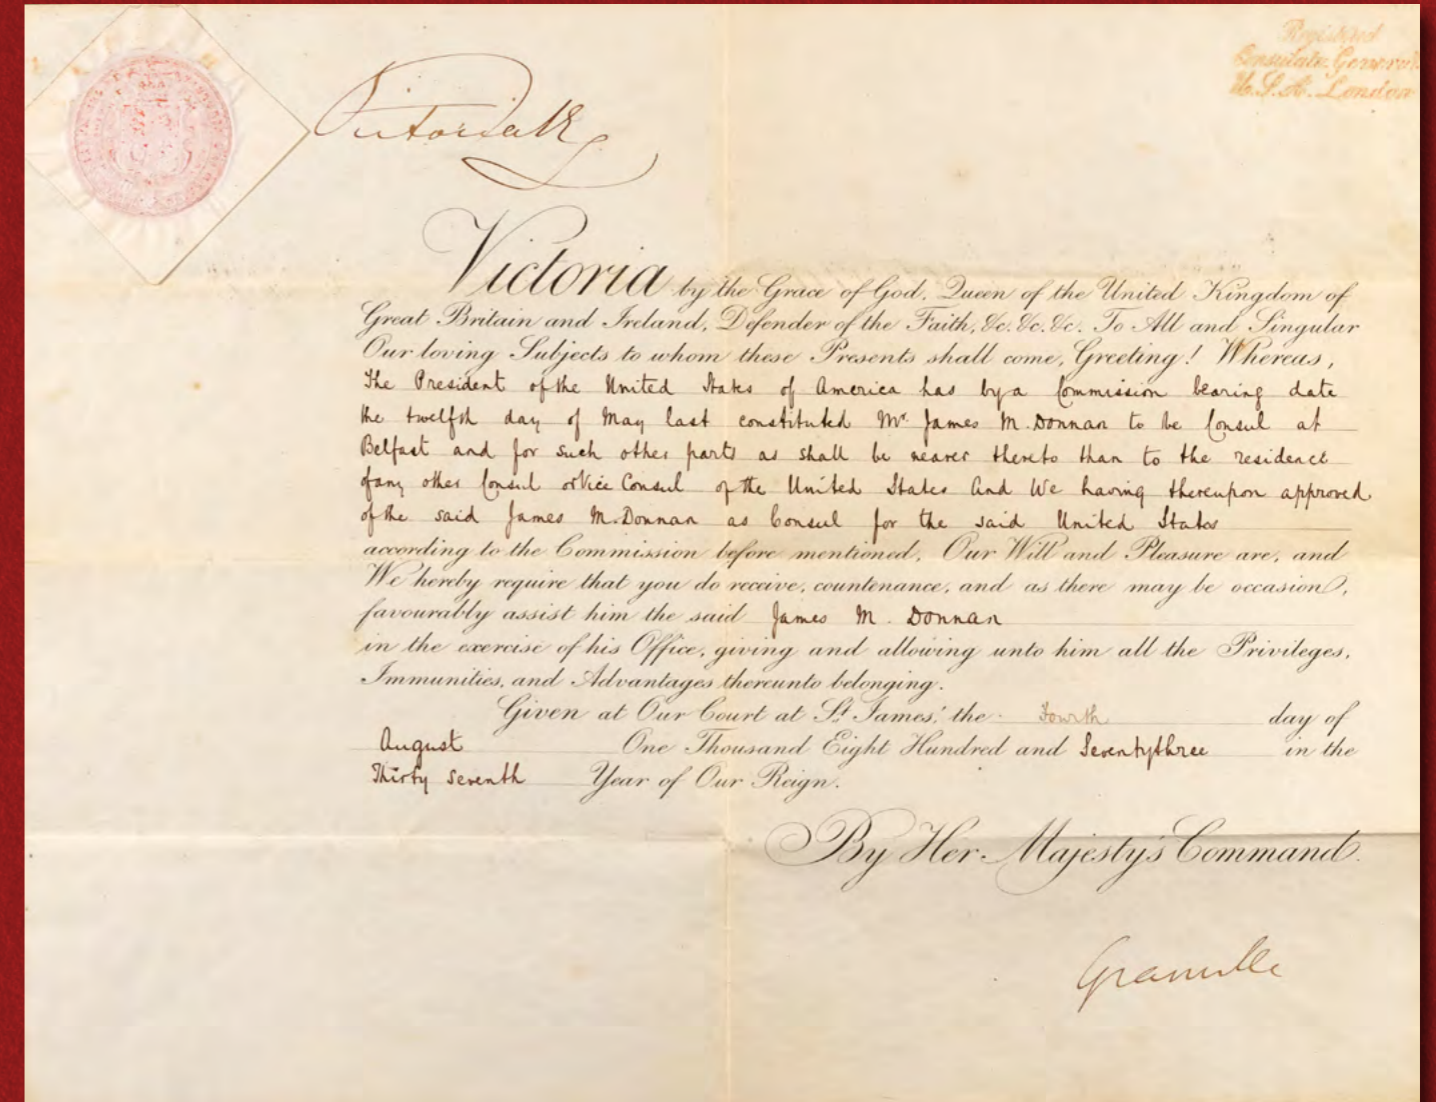 Registered
Consulate General
U.S.A. London
Victoria R
Victoria by the Grace of God, Queen of the United Kingdom of
Great Britain and Ireland, Defender of the Faith, &c. &c. &c. To All and Singular
Our loving Subjects to whom these Presents shall come, Greeting! Whereas,
The President of the United States of America has by a Commission bearing date
the twelfth day of May last constituted Mr. James M. Donnan to be Consul at
Belfast and for such other parts as shall be nearer thereto than to the residence
of any other Consul or Vice Consul of the United States And We having thereupon approved
of the said James M. Donnan as Consul for the said United States
according to the Commission before mentioned, Our Will and Pleasure are, and
We hereby require that you do receive, countenance, and as there may be occasion,
favourably assist him the said James M. Donnan
in the exercise of his Office, giving and allowing unto him all the Privileges,
Immunities, and Advantages thereunto belonging.
Given at Our Court at St. James', the Fourth day of
August One Thousand Eight Hundred and Seventythree in the
Thirty seventh Year of Our Reign.
By Her Majesty's Command.
Granville